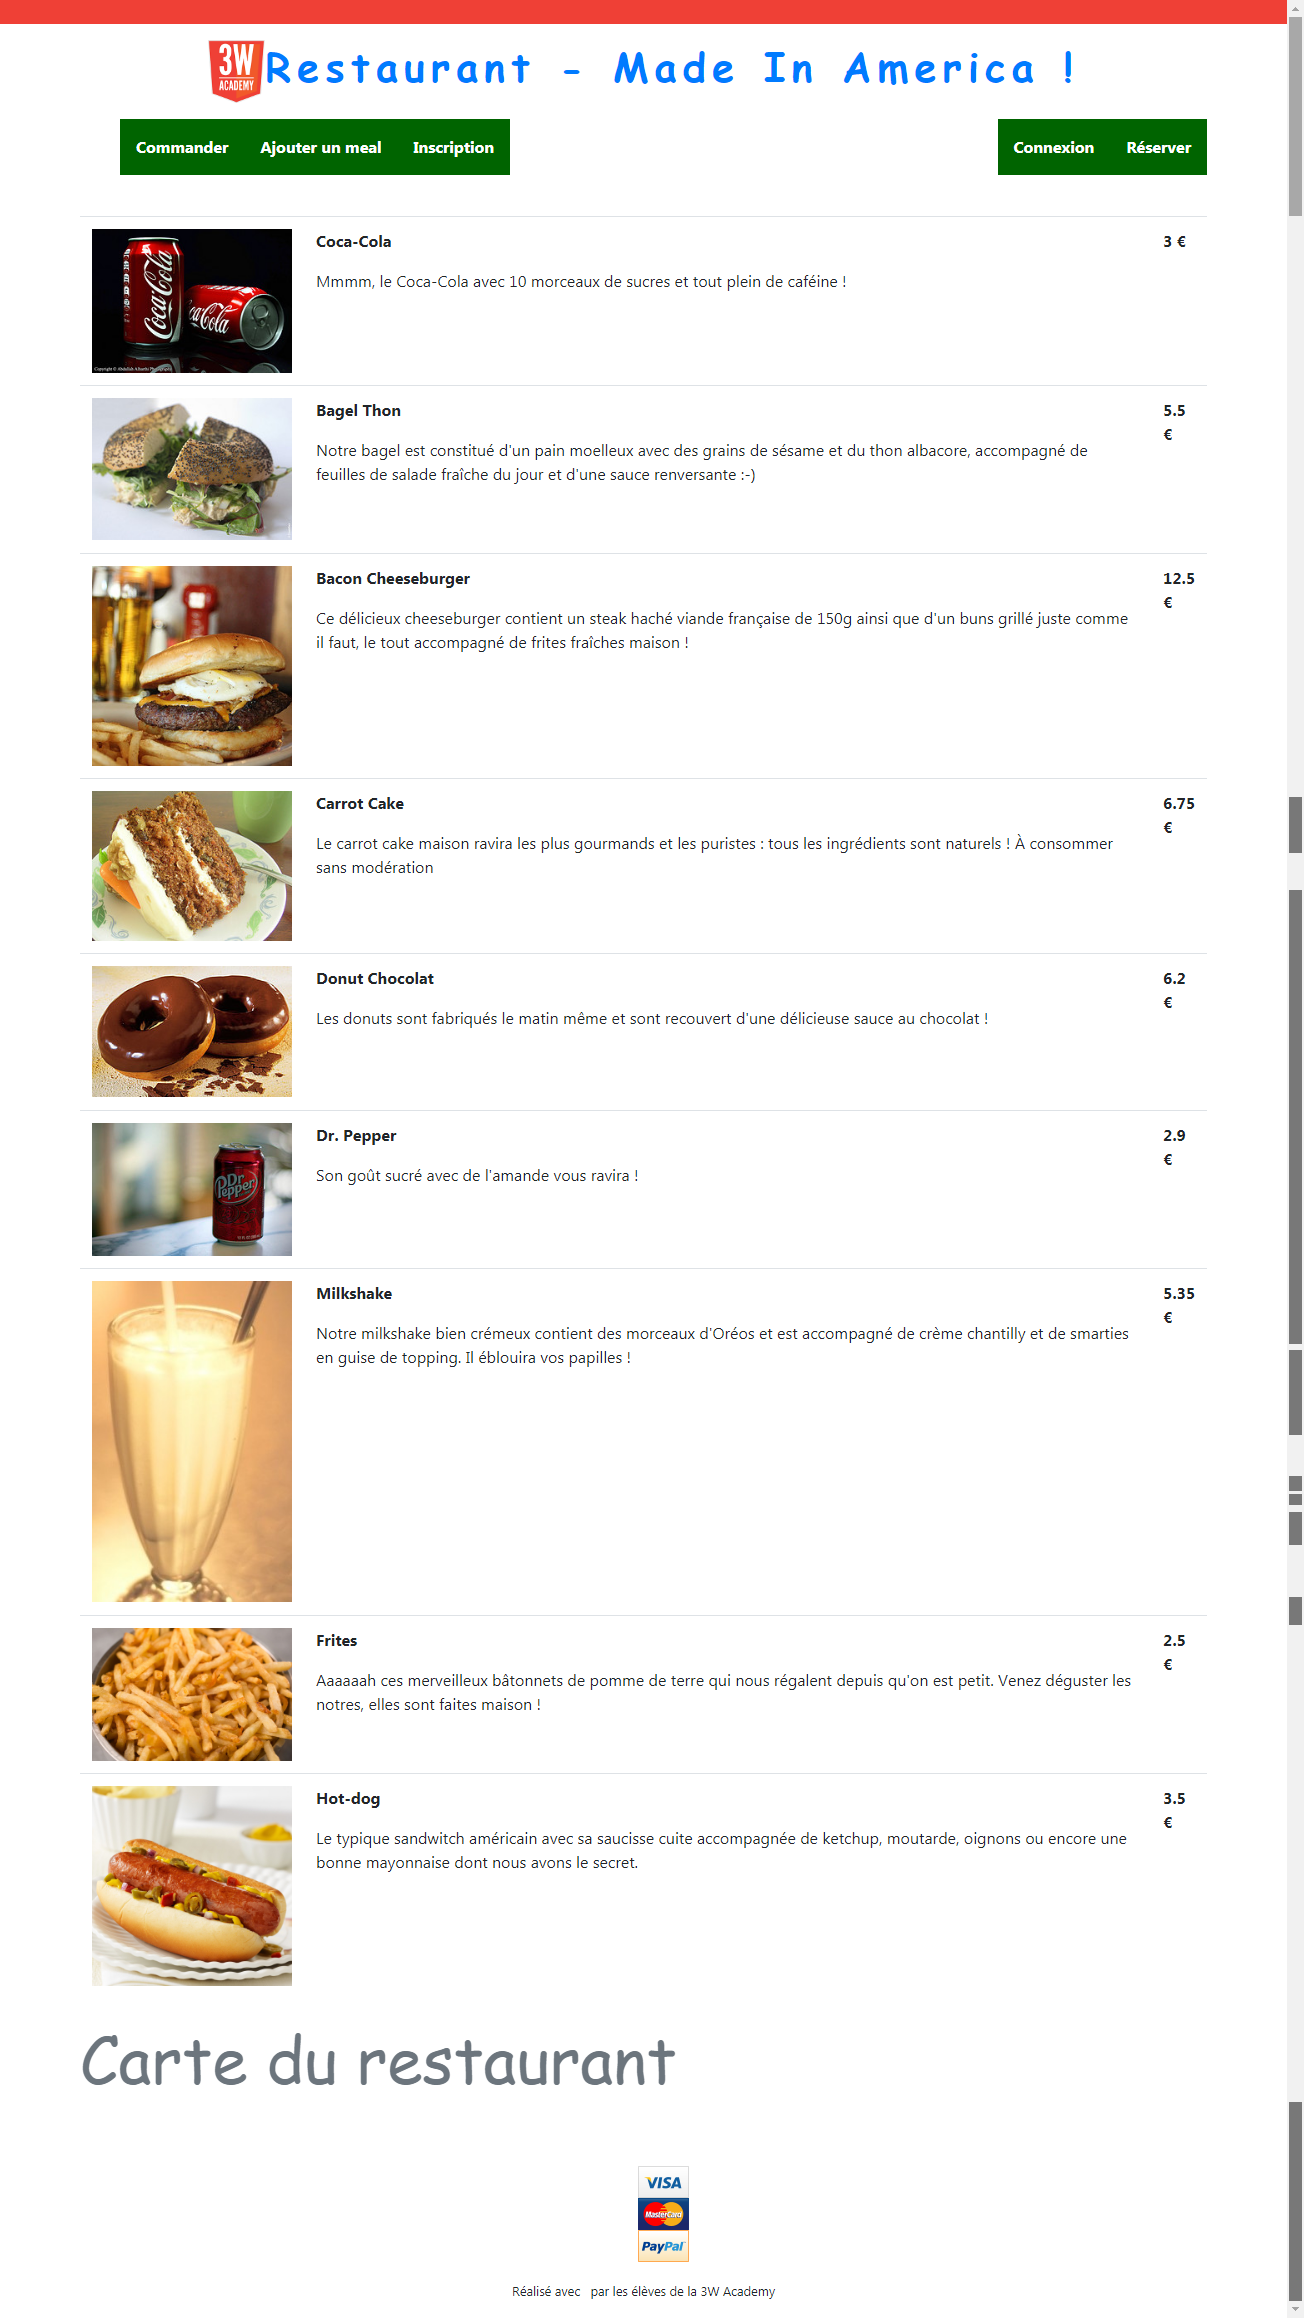 3W
ACADEMY
Restaurant - Made In America !
Commander Ajouter un meal Inscription Connexion Réserver
Coca-Cola
Coca-Cola
Copyright © Abdullah Alharthi Photography
Coca-Cola
3 €
Mmmm, le Coca-Cola avec 10 morceaux de sucres et tout plein de caféine !
Bagel Thon
5.5
€
Notre bagel est constitué d'un pain moelleux avec des grains de sésame et du thon albacore, accompagné de
feuilles de salade fraîche du jour et d'une sauce renversante :-)
Bacon Cheeseburger
12.5
€
Ce délicieux cheeseburger contient un steak haché viande française de 150g ainsi que d'un buns grillé juste comme
il faut, le tout accompagné de frites fraîches maison !
Carrot Cake
6.75
€
Le carrot cake maison ravira les plus gourmands et les puristes : tous les ingrédients sont naturels ! À consommer
sans modération
Donut Chocolat
6.2
€
Les donuts sont fabriqués le matin même et sont recouvert d'une délicieuse sauce au chocolat !
Dr
Pepper
Dr. Pepper
2.9
€
Son goût sucré avec de l'amande vous ravira !
Milkshake
5.35
€
Notre milkshake bien crémeux contient des morceaux d'Oréos et est accompagné de crème chantilly et de smarties
en guise de topping. Il éblouira vos papilles !
Frites
2.5
€
Aaaaaah ces merveilleux bâtonnets de pomme de terre qui nous régalent depuis qu'on est petit. Venez déguster les
notres, elles sont faites maison !
Hot-dog
3.5
€
Le typique sandwitch américain avec sa saucisse cuite accompagnée de ketchup, moutarde, oignons ou encore une
bonne mayonnaise dont nous avons le secret.
Carte du restaurant
VISA
MasterCard
PayPal
Réalisé avec par les élèves de la 3W Academy